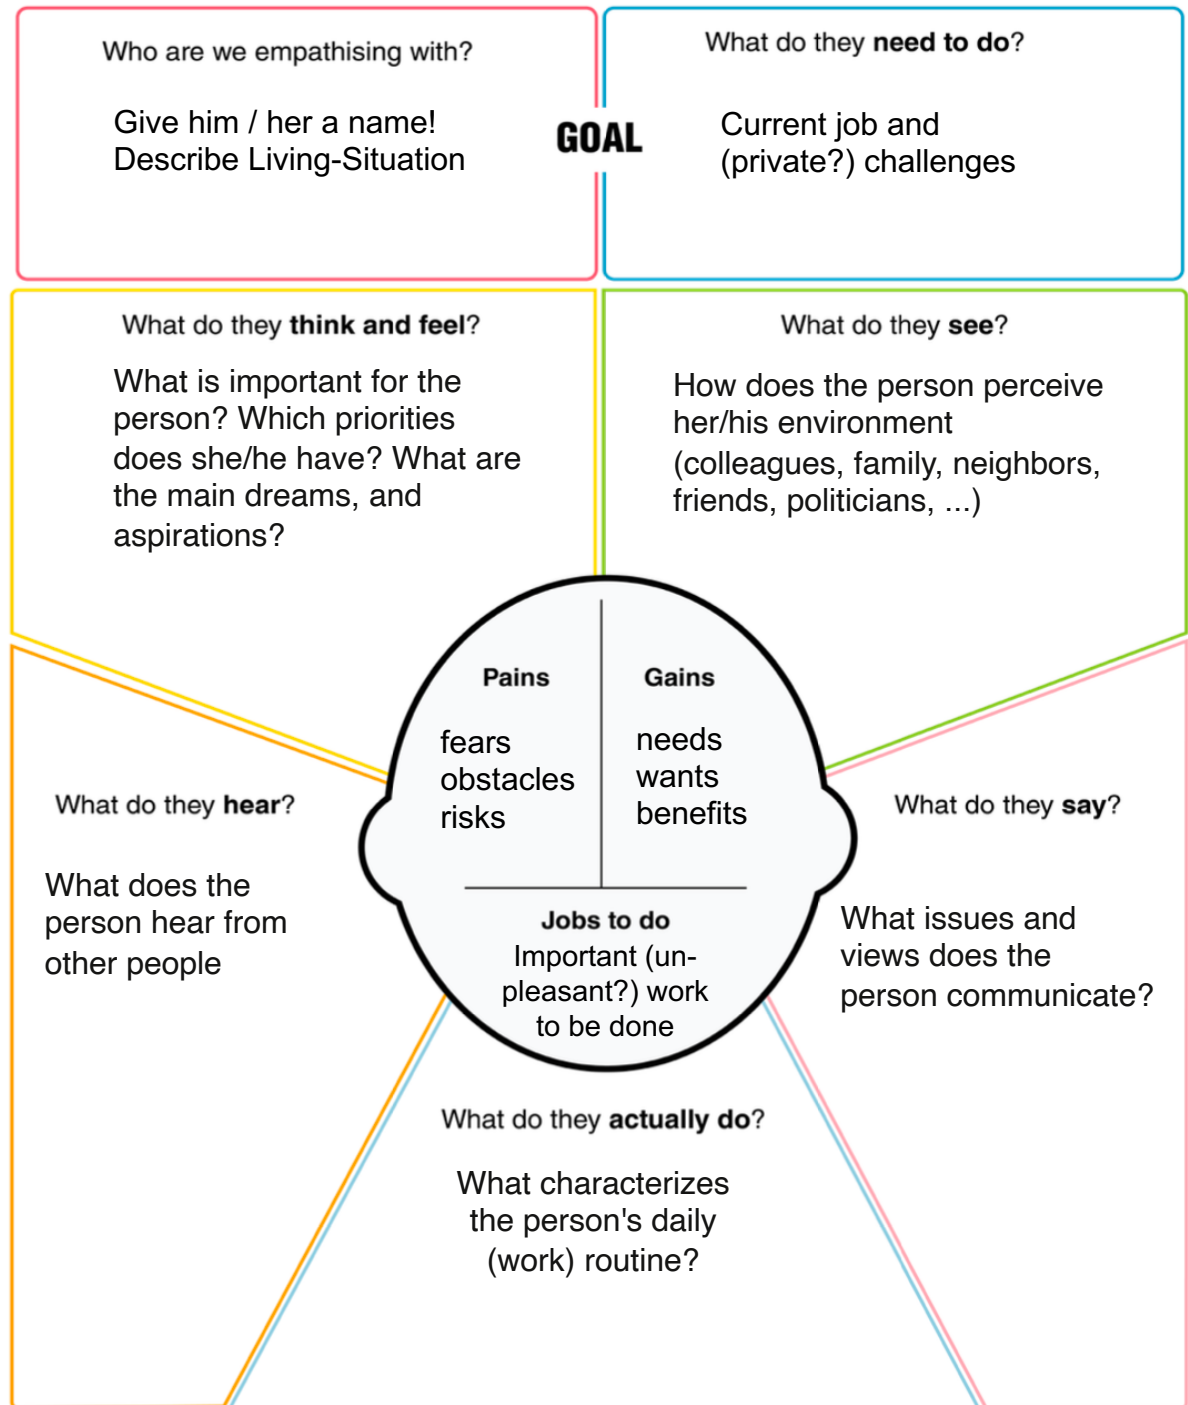 Who are we empathising with?
Give him / her a name!
Describe Living-Situation
GOAL
What do they need to do?
Current job and
(private?) challenges
What do they think and feel?
What is important for the
person? Which priorities
does she/he have? What are
the main dreams, and
aspirations?
What do they see?
How does the person perceive
her/his environment
(colleagues, family, neighbors,
friends, politicians, ...)
Pains
fears
obstacles
risks
Gains
needs
wants
benefits
What do they hear?
What does the
person hear from
other people
What do they say?
What issues and
views does the
person communicate?
Jobs to do
Important (un-
pleasant?) work
to be done
What do they actually do?
What characterizes
the person's daily
(work) routine?